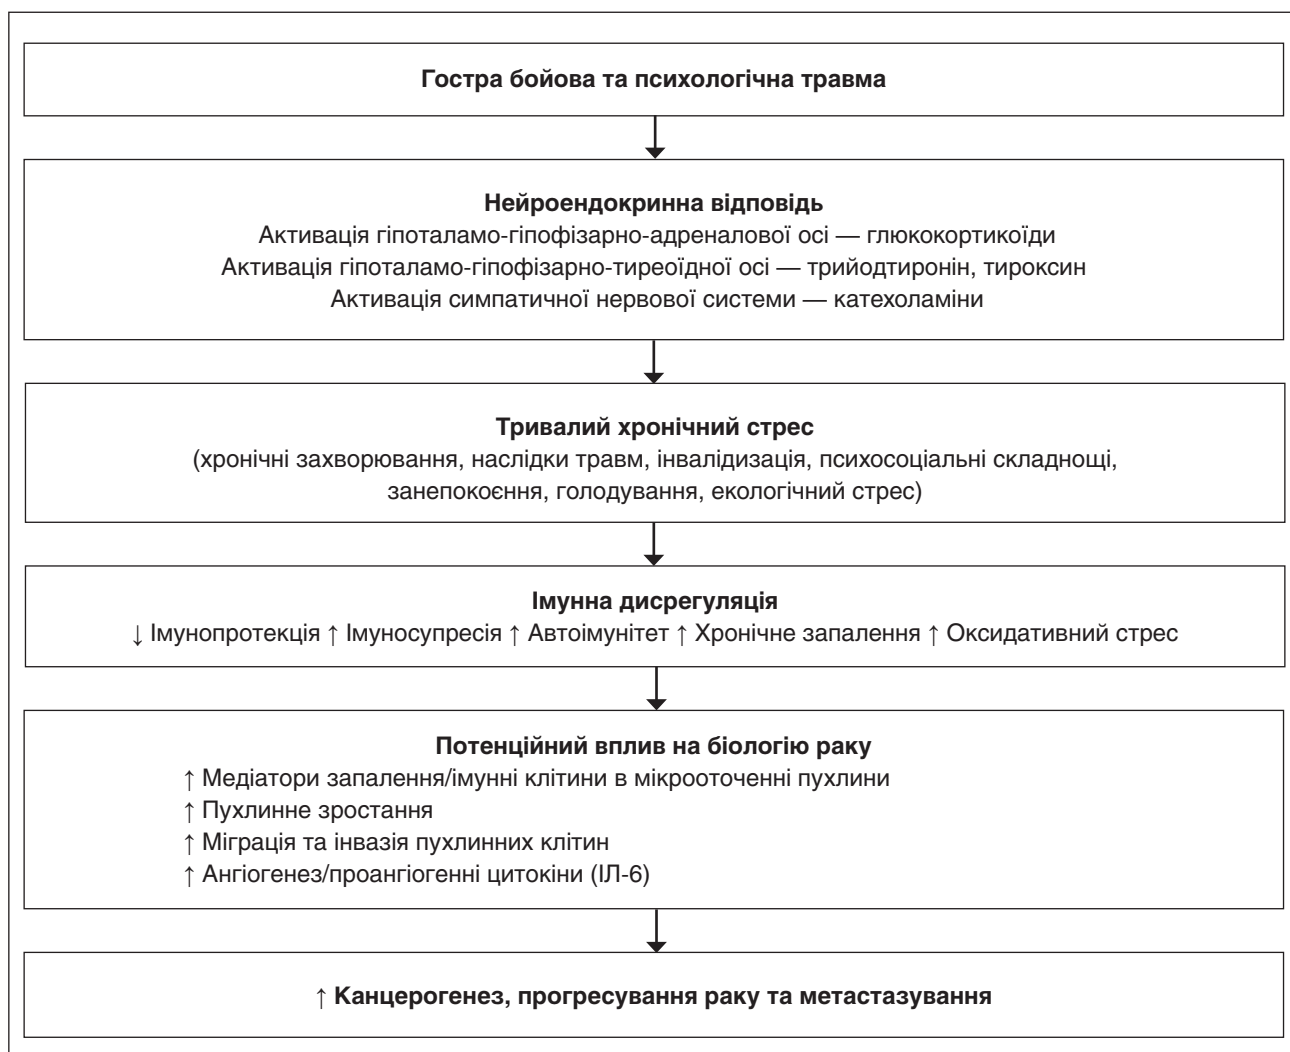 Гостра бойова та психологічна травма
Нейроендокринна відповідь
Активація гіпоталамо-гіпофізарно-адреналової осі — глюкокортикоїди
Активація гіпоталамо-гіпофізарно-тиреоїдної осі — трийодтиронін, тироксин
Активація симпатичної нервової системи — катехоламіни
Тривалий хронічний стрес
(хронічні захворювання, наслідки травм, інвалідизація, психосоціальні складнощі,
занепокоєння, голодування, екологічний стрес)
Імунна дисрегуляція
↓ Імунопротекція ↑ Імуносупресія ↑ Автоімунітет ↑ Хронічне запалення ↑ Оксидативний стрес
Потенційний вплив на біологію раку
↑ Медіатори запалення/імунні клітини в мікрооточенні пухлини
↑ Пухлинне зростання
↑ Міграція та інвазія пухлинних клітин
↑ Ангіогенез/проангіогенні цитокіни (ІЛ-6)
↑ Канцерогенез, прогресування раку та метастазування